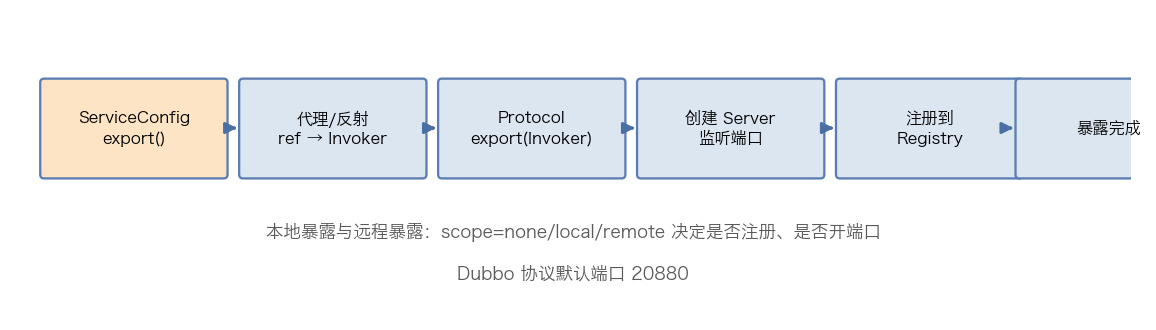 ServiceConfig
export()
代理/反射
ref → Invoker
Protocol
export(Invoker)
创建 Server
监听端口
注册到
Registry
暴露完成
本地暴露与远程暴露：scope=none/local/remote 决定是否注册、是否开端口
Dubbo 协议默认端口 20880